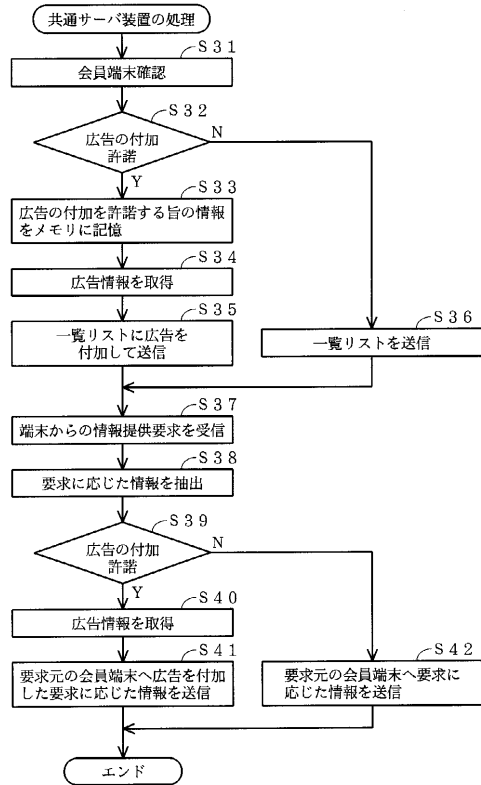 共通サーバ装置の処理
S31
会員端末確認
S32
広告の付加
許諾
N
Y
S33
広告の付加を許諾する旨の情報
をメモリに記憶
S34
広告情報を取得
S35
一覧リストに広告を
付加して送信
S36
一覧リストを送信
S37
端末からの情報提供要求を受信
S38
要求に応じた情報を抽出
S39
広告の付加
許諾
N
Y
S40
広告情報を取得
S41
要求元の会員端末へ広告を付加
した要求に応じた情報を送信
S42
要求元の会員端末へ要求に
応じた情報を送信
エンド